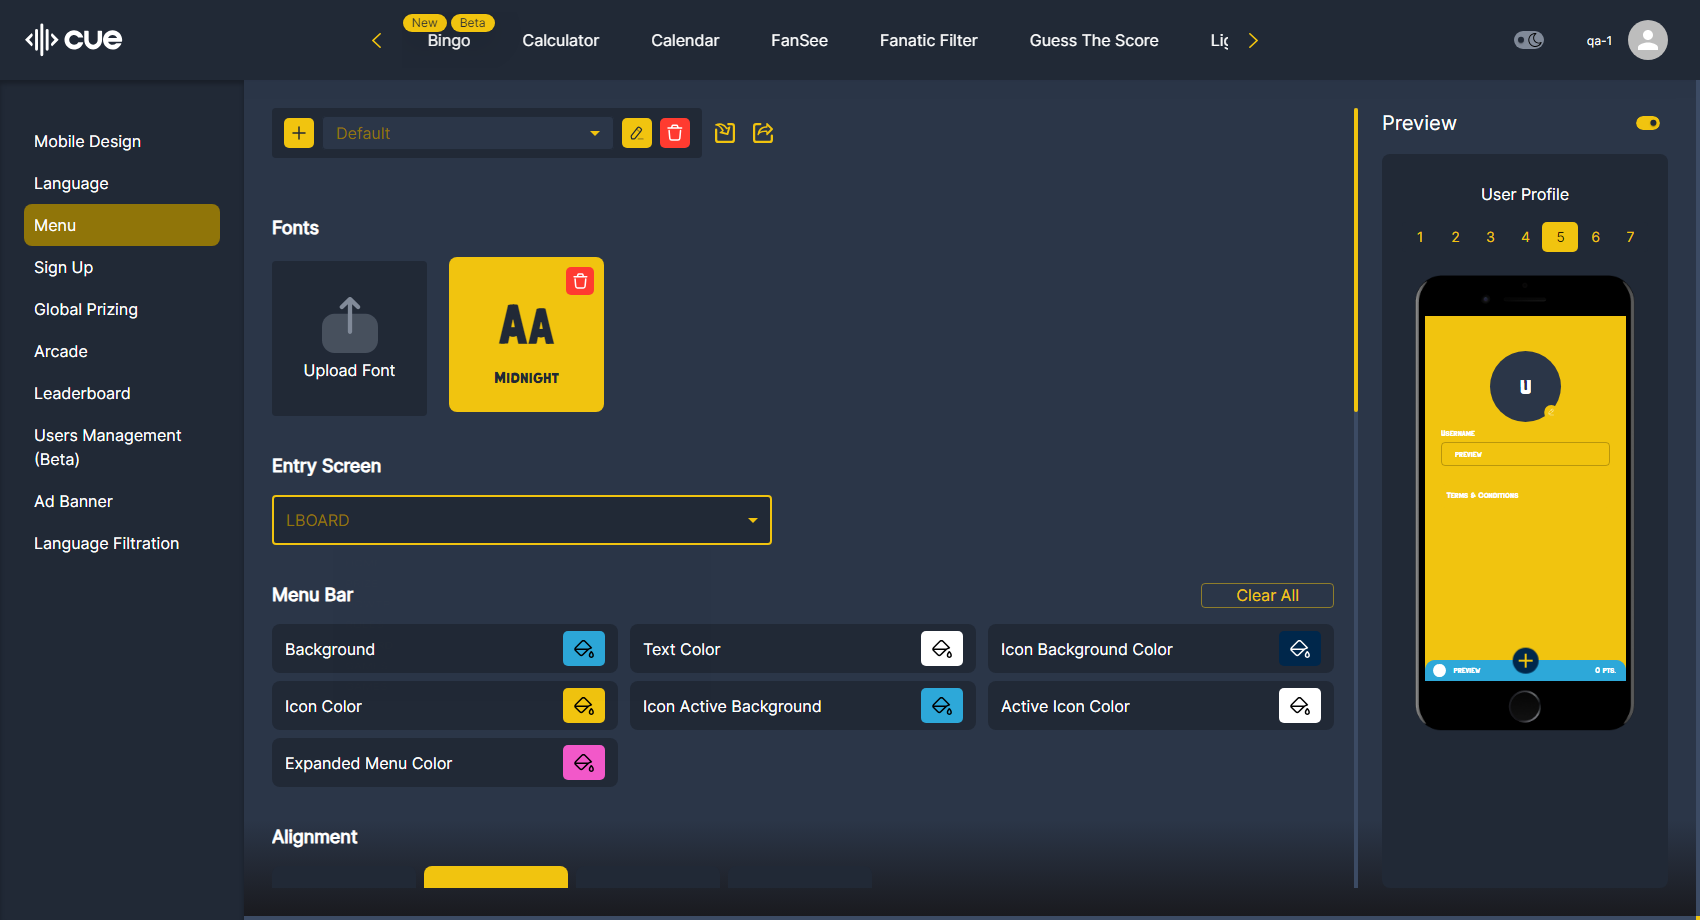 cue
New
Beta
Bingo
Calculator
Calendar
FanSee
Fanatic Filter
Guess The Score
Lig
qa-1
Mobile Design
Language
Menu
Sign Up
Global Prizing
Arcade
Leaderboard
Users Management
(Beta)
Ad Banner
Language Filtration
Default
Fonts
Upload Font
AA
MIDNIGHT
Entry Screen
LBOARD
Menu Bar
Clear All
Background
Text Color
Icon Background Color
Icon Color
Icon Active Background
Active Icon Color
Expanded Menu Color
Alignment
Preview
User Profile
1 2 3 4 5 6 7
U
USERNAME
PREVIEW
TERMS & CONDITIONS
PREVIEW
0 PTS.